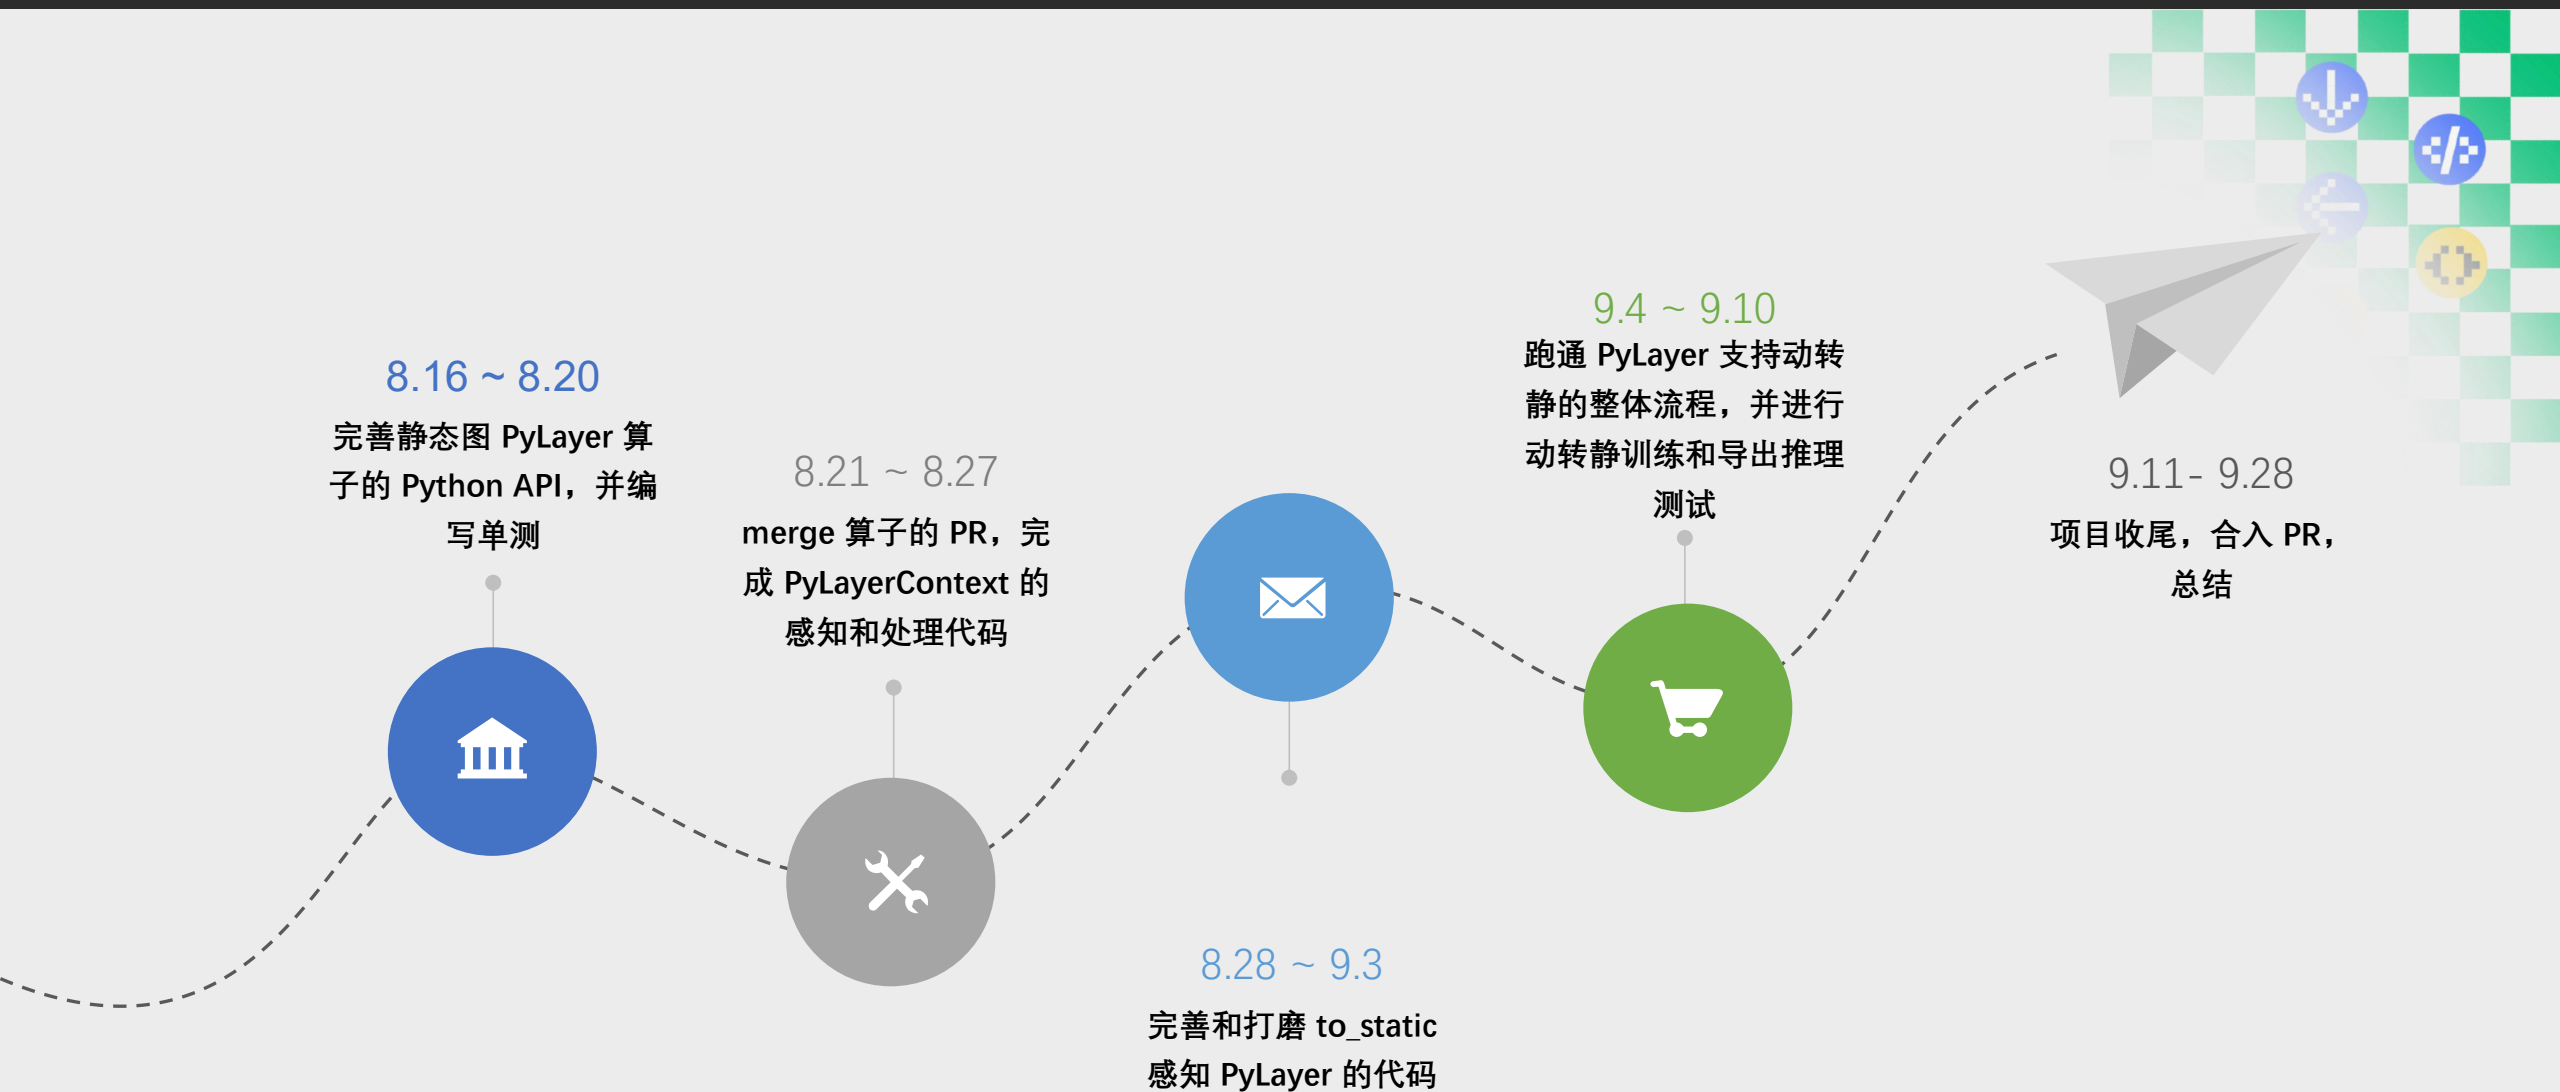 8.16 ~ 8.20
完善静态图 PyLayer 算
子的 Python API，并编
写单测
8.21 ~ 8.27
merge 算子的 PR，完
成 PyLayerContext 的
感知和处理代码
8.28 ~ 9.3
完善和打磨 to_static
感知 PyLayer 的代码
9.4 ~ 9.10
跑通 PyLayer 支持动转
静的整体流程，并进行
动转静训练和导出推理
测试
9.11- 9.28
项目收尾，合入 PR，
总结